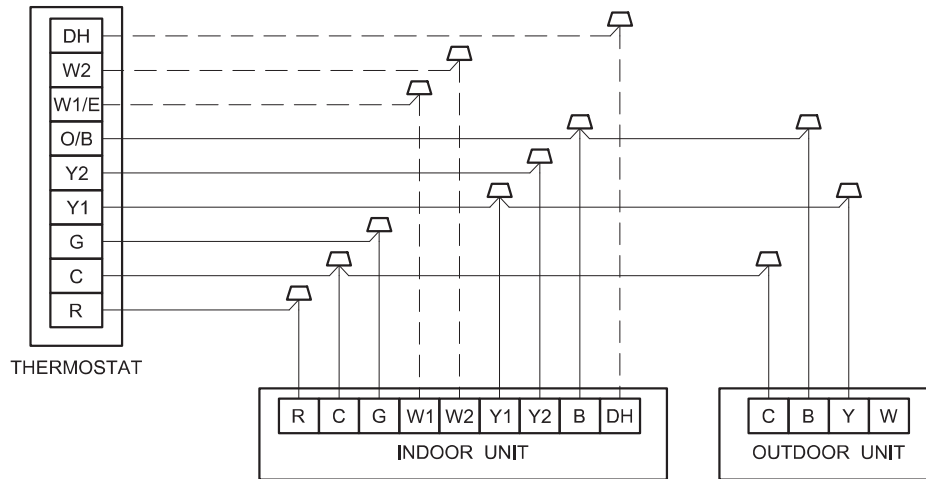 DH
W2
W1/E
O/B
Y2
Y1
G
C
R
THERMOSTAT
R C G W1 W2 Y1 Y2 B DH
INDOOR UNIT
C B Y W
OUTDOOR UNIT